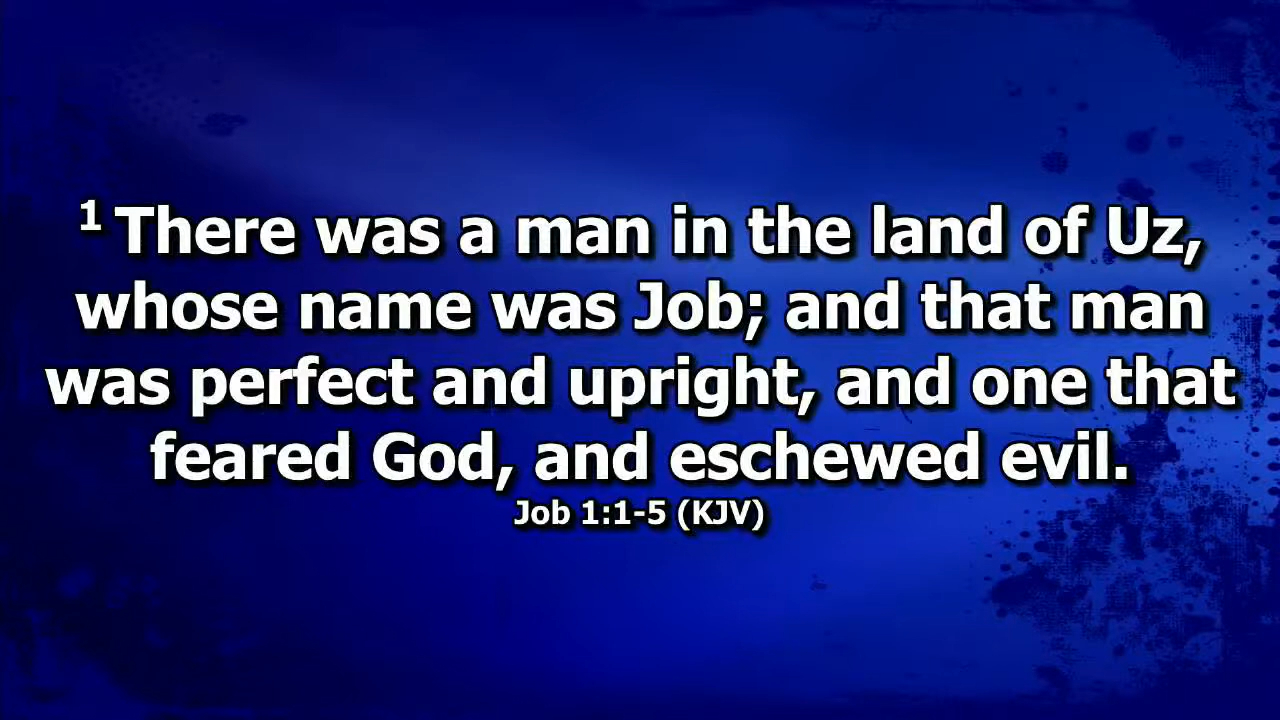 1 There was a man in the land of Uz,
whose name was Job; and that man
was perfect and upright, and one that
feared God, and eschewed evil.
Job 1:1-5 (KJV)